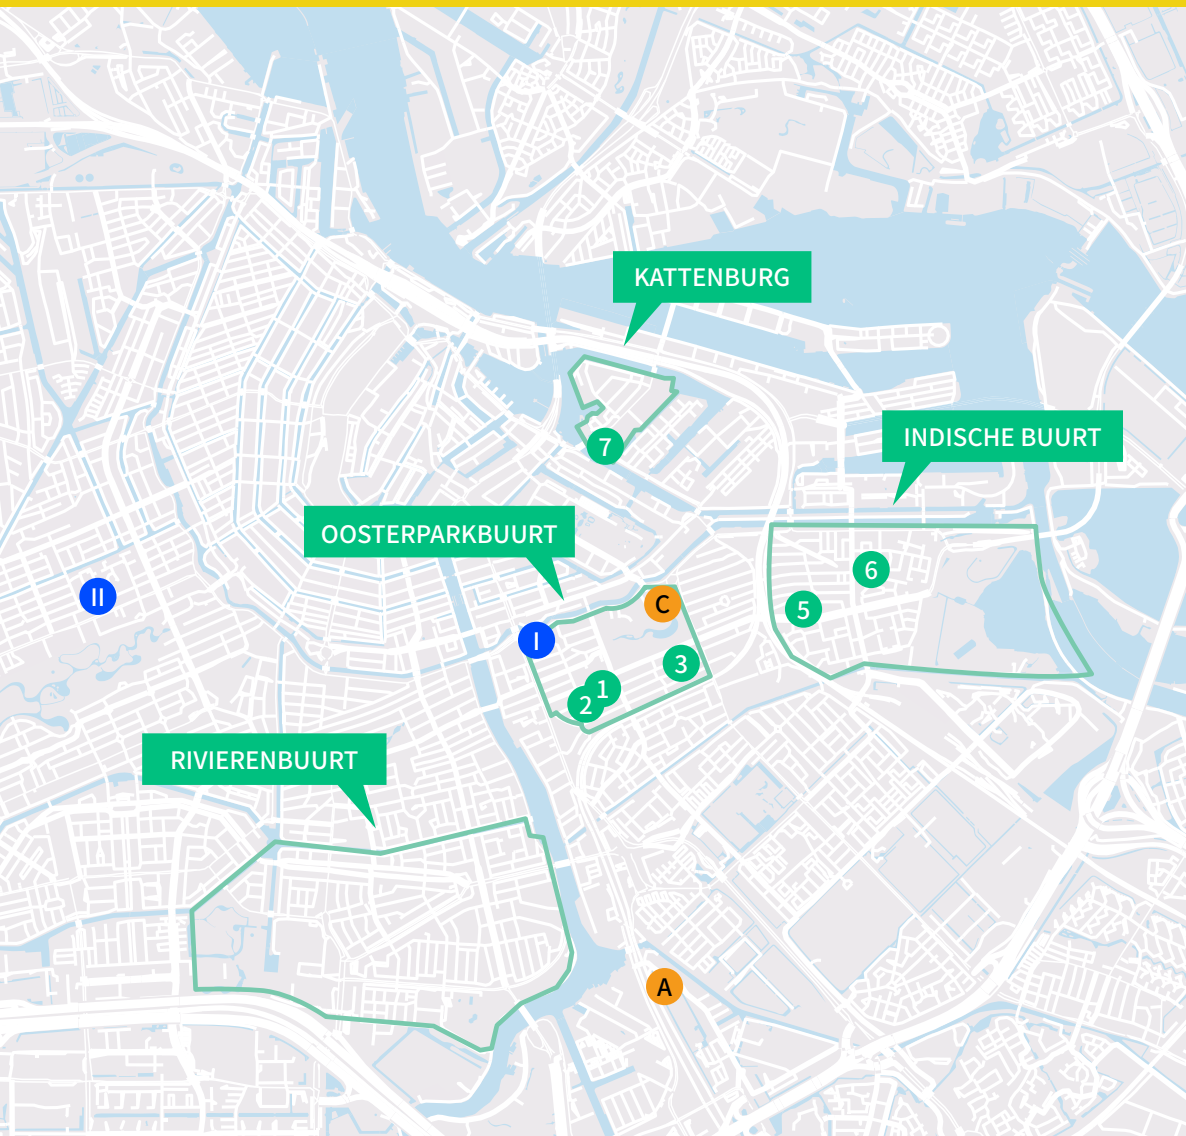 KATTENBURG
INDISCHE BUURT
7
OOSTERPARKBUURT
6
II
C
5
I
3
1
2
RIVIERENBUURT
A